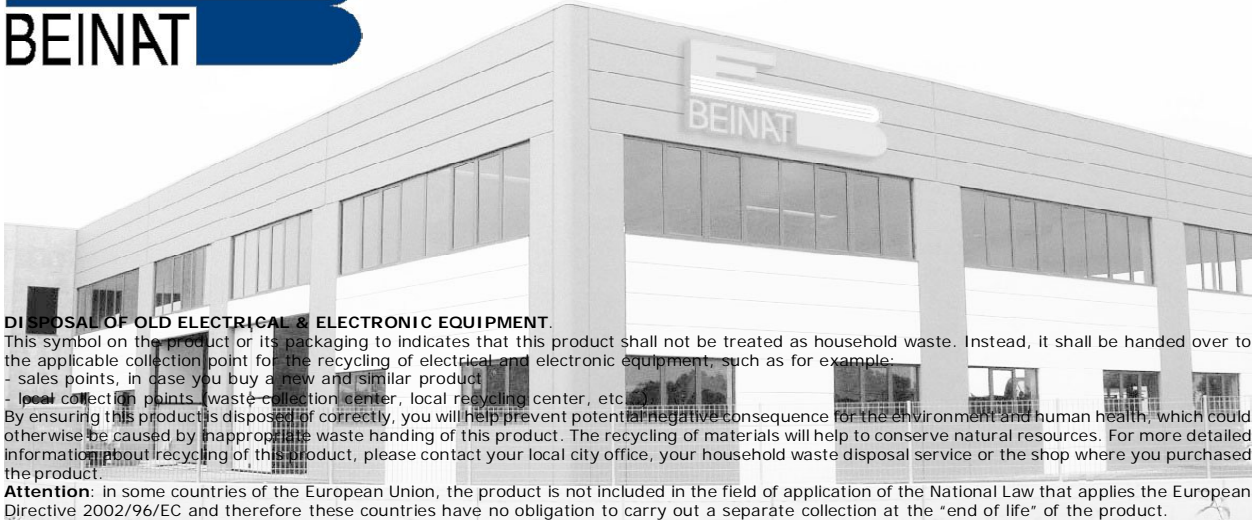 BEINAT
BEINAT
DISPOSAL OF OLD ELECTRICAL & ELECTRONIC EQUIPMENT.
This symbol on the product or its packaging to indicates that this product shall not be treated as household waste. Instead, it shall be handed over to
the applicable collection point for the recycling of electrical and electronic equipment, such as for example:
- sales points, in case you buy a new and similar product
- local collection points (waste collection center, local recycling center, etc...).
By ensuring this product is disposed of correctly, you will help prevent potential negative consequence for the environment and human health, which could
otherwise be caused by inappropriate waste handing of this product. The recycling of materials will help to conserve natural resources. For more detailed
information about recycling of this product, please contact your local city office, your household waste disposal service or the shop where you purchased
the product.
Attention: in some countries of the European Union, the product is not included in the field of application of the National Law that applies the European
Directive 2002/96/EC and therefore these countries have no obligation to carry out a separate collection at the “end of life” of the product.